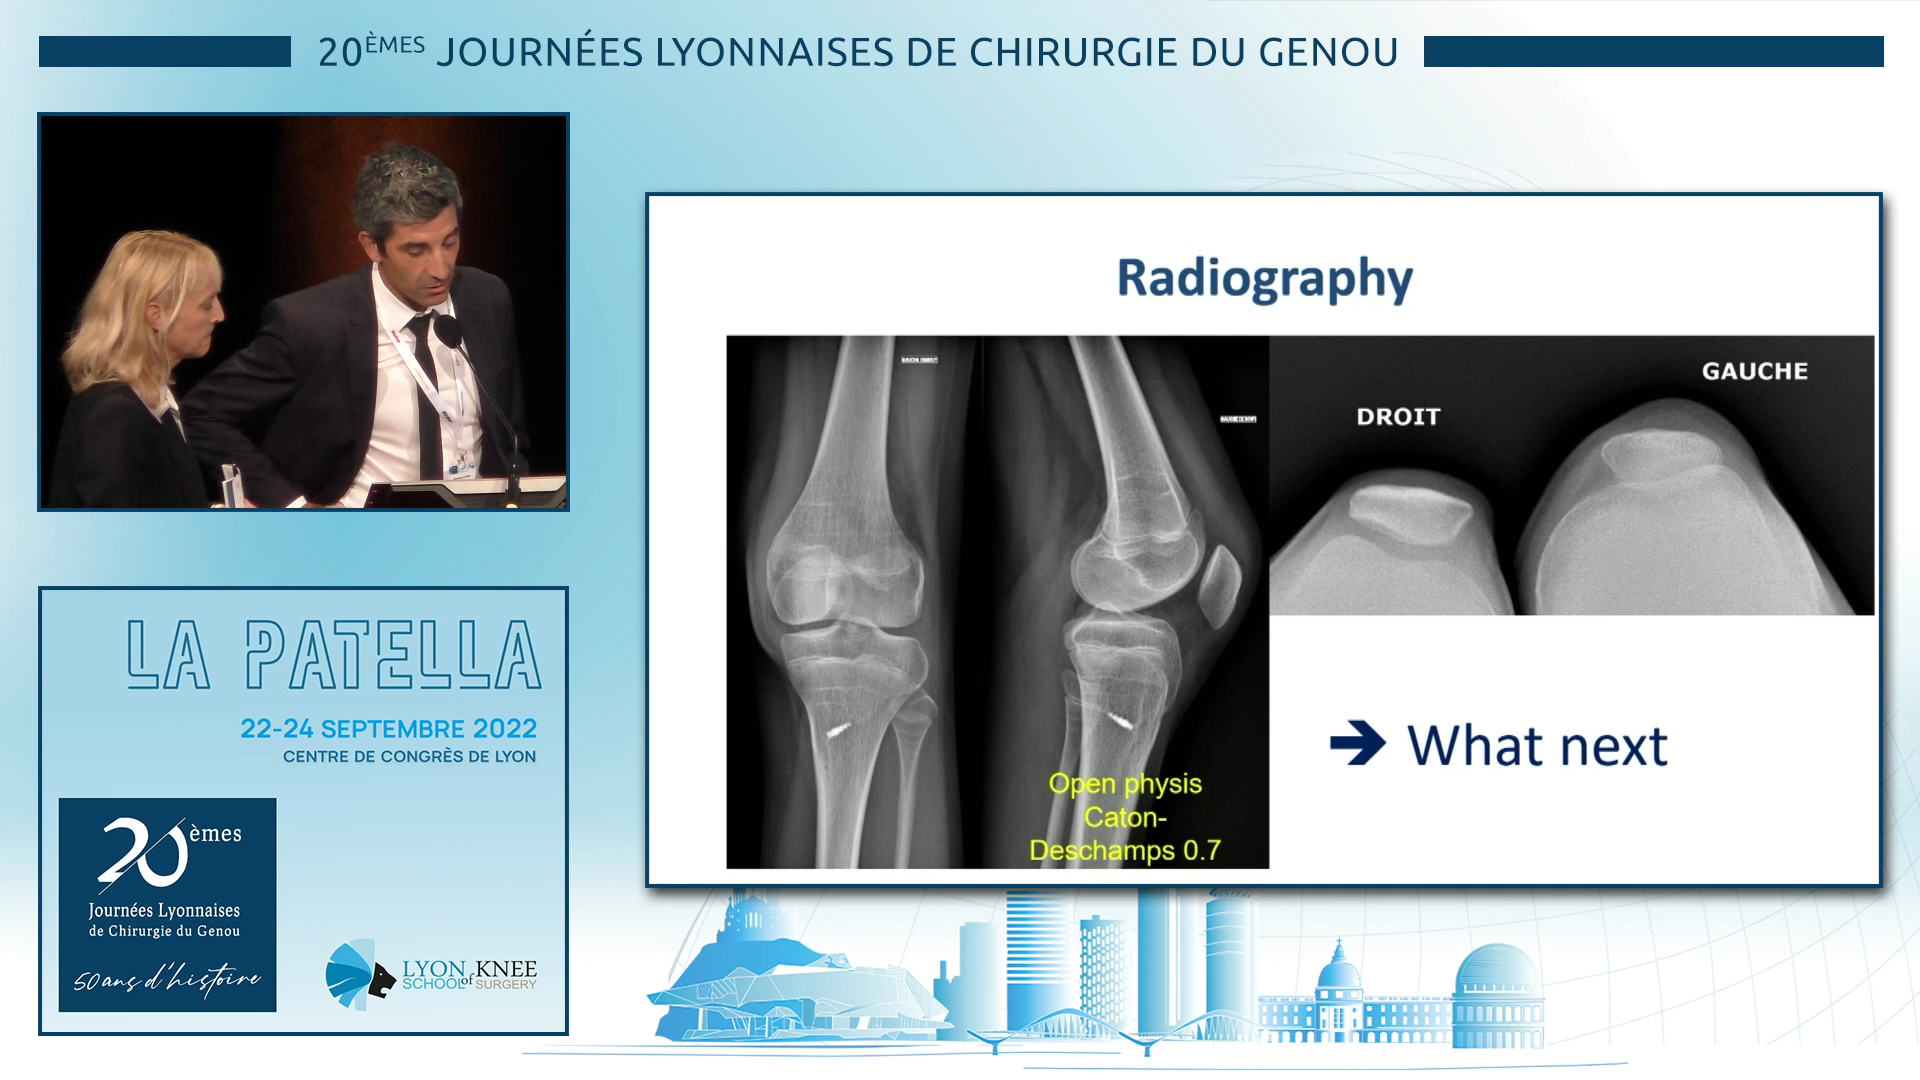 20ÈMES JOURNÉES LYONNAISES DE CHIRURGIE DU GENOU
LA PATELLA
22-24 SEPTEMBRE 2022
CENTRE DE CONGRÈS DE LYON
20èmes
Journées Lyonnaises
de Chirurgie du Genou
50 ans d'histoire
LYON KNEE
SCHOOL of SURGERY
Radiography
DROIT
GAUCHE
Open physis
Caton-
Deschamps 0.7
➔ What next